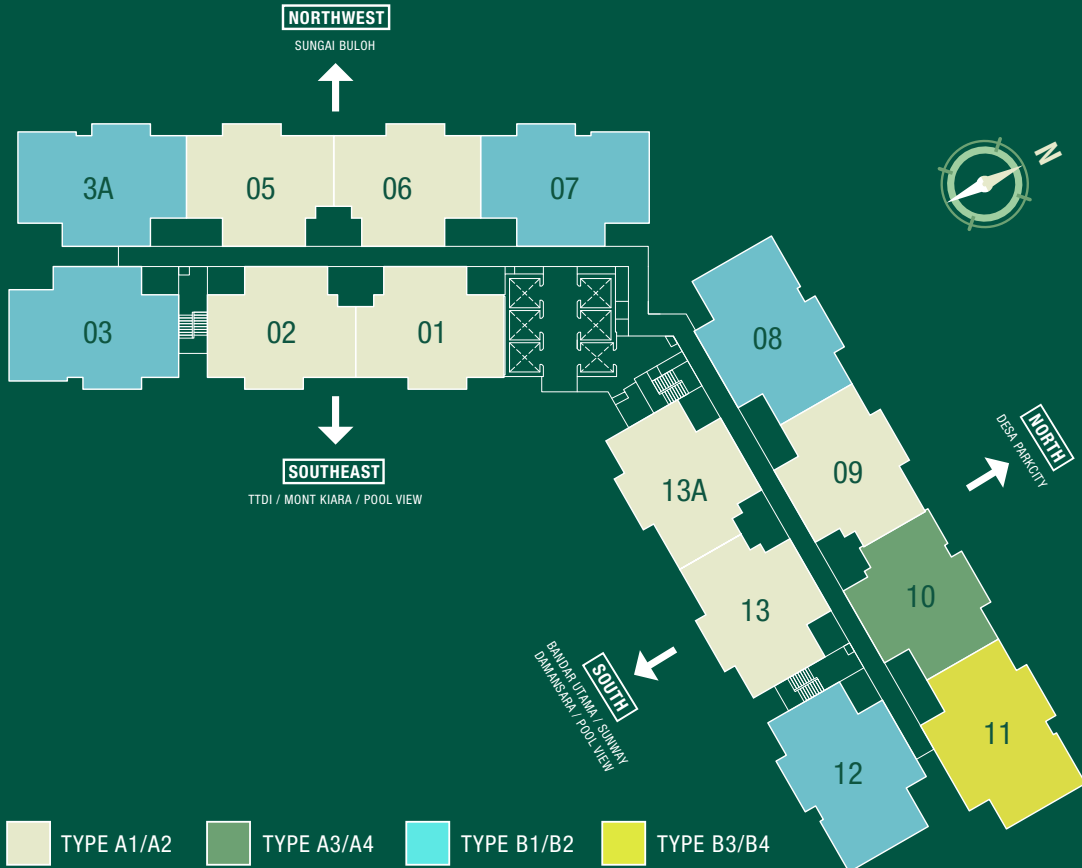 NORTHWEST
SUNGAI BULOH
N
3A
05
06
07
03
02
01
08
09
10
11
13A
13
12
SOUTHEAST
TTDI / MONT KIARA / POOL VIEW
NORTH
DESA PARKCITY
SOUTH
BANDAR UTAMA / SUNWAY
DAMANSARA / POOL VIEW
TYPE A1/A2
TYPE A3/A4
TYPE B1/B2
TYPE B3/B4